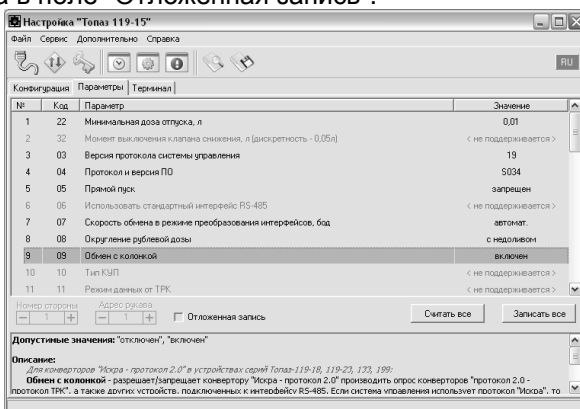 а в поле "Отложенная запись".
Настройка "Топаз 119-15"
Файл Сервис Дополнительно Справка
RU
Конфигурация Параметры Терминал
№ Код Параметр Значение
1 22 Минимальная доза отпуска, л 0,01
2 32 Момент выключения клапана снижения, л (дискретность - 0,05л) < не поддерживается >
3 03 Версия протокола системы управления 19
4 04 Протокол и версия ПО S034
5 05 Прямой пуск запрещен
6 06 Использовать стандартный интерфейс RS-485 < не поддерживается >
7 07 Скорость обмена в режиме преобразования интерфейсов, бод автомат.
8 08 Округление рублевой дозы с недоливом
9 09 Обмен с колонкой включен
10 10 Тип КУП < не поддерживается >
11 11 Режим данных от ТРК < не поддерживается >
Номер стороны Адрес рукава
1 1 Отложенная запись Считать все Записать все
Допустимые значения: "отключен", "включен"
Описание:
Для конверторов "Искра - протокол 2.0" в устройствах серий Топаз-119-18, 119-23, 133, 199:
Обмен с колонкой - разрешает/запрещает конвертору "Искра - протокол 2.0" производить опрос конверторов "протокол 2.0 -
протокол ТРК", а также других устройств, подключенных к интерфейсу RS-485. Если система управления использует протокол "Искра", то